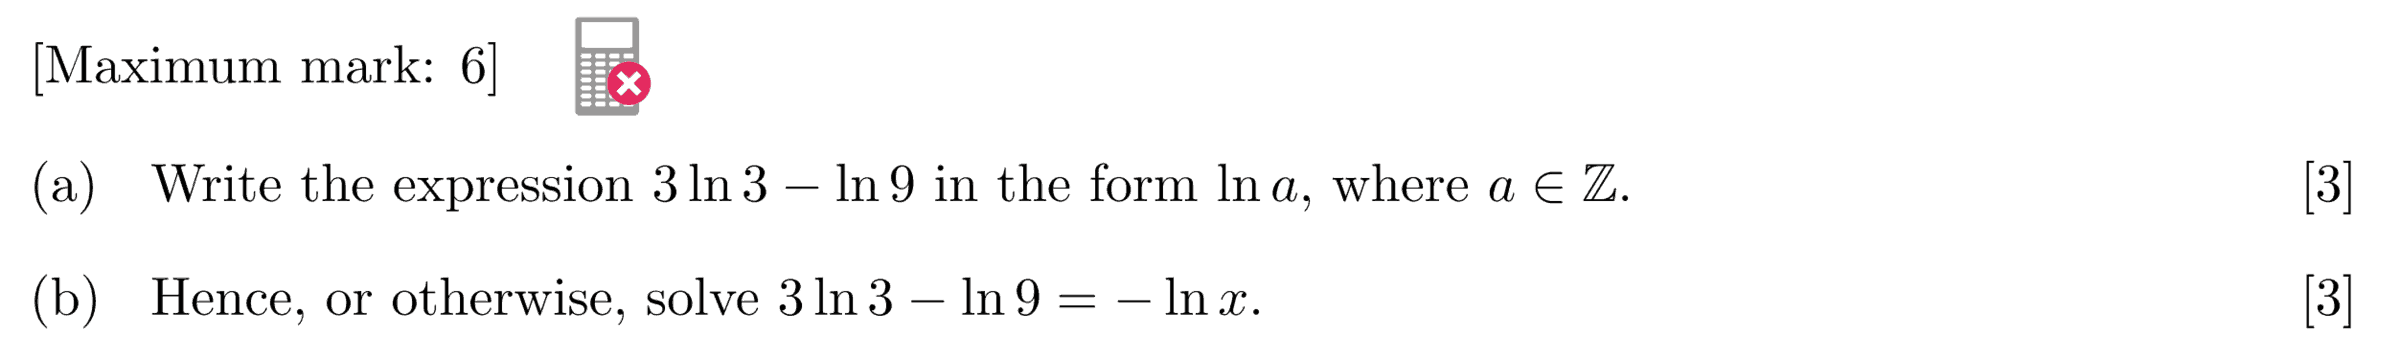 [Maximum mark: 6]
(a) Write the expression 3 ln 3 − ln 9 in the form ln a, where a ∈ ℤ. [3]
(b) Hence, or otherwise, solve 3 ln 3 − ln 9 = − ln x. [3]